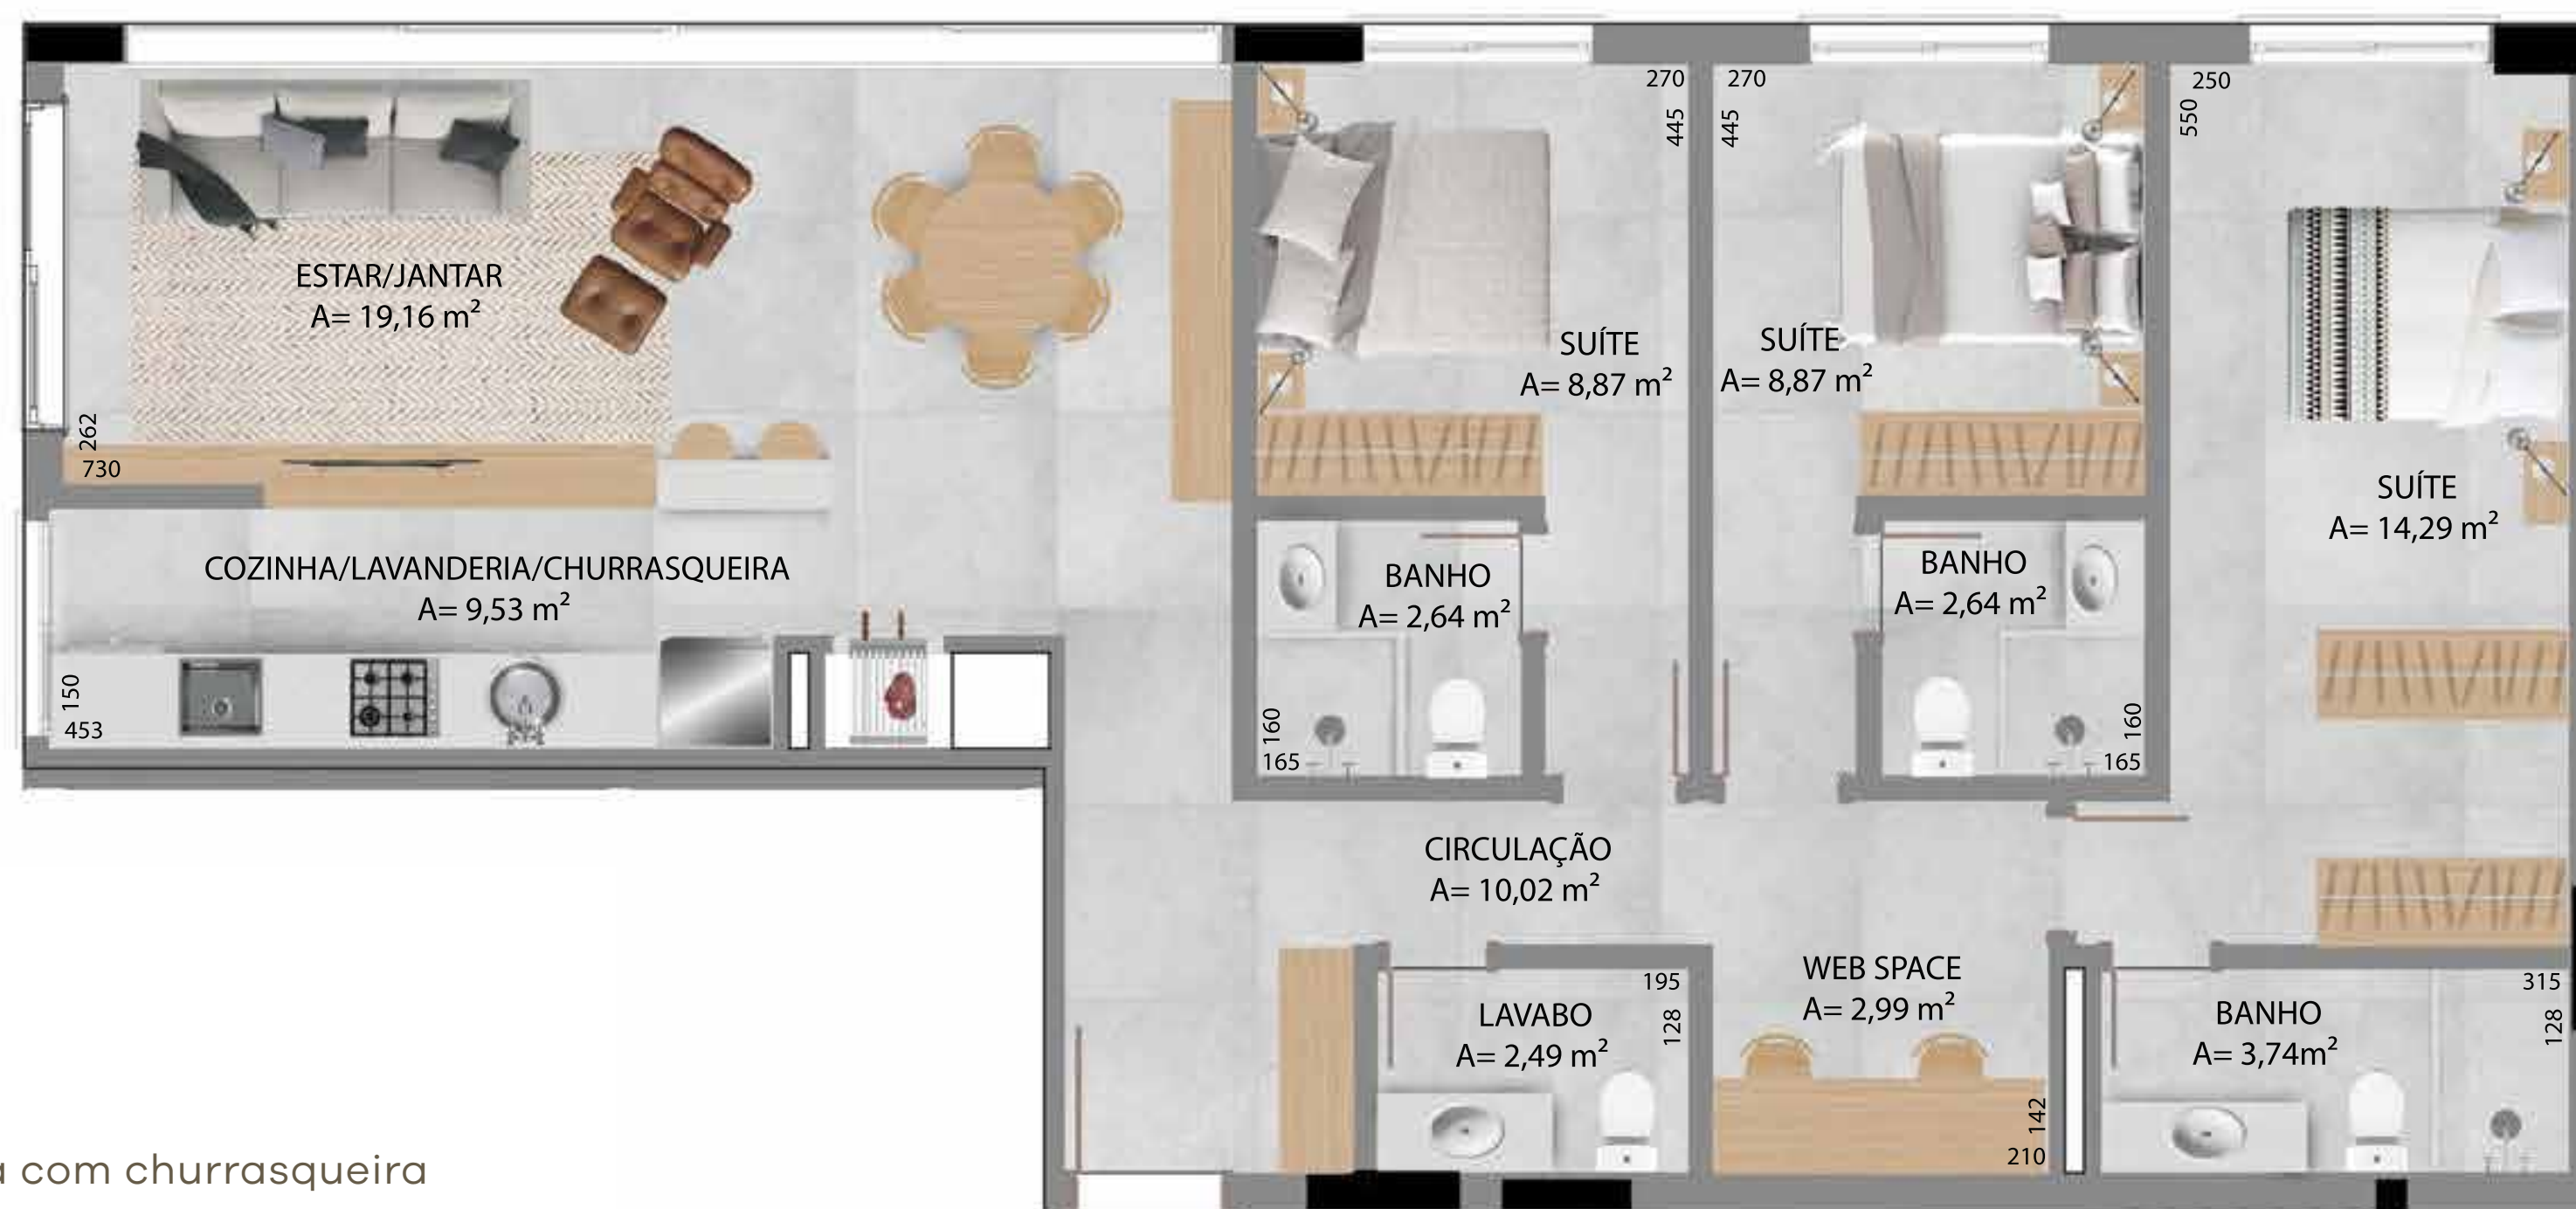 270
445
270
445
250
550
ESTAR/JANTAR
A= 19,16 m²
262
730
SUÍTE
A= 8,87 m²
SUÍTE
A= 8,87 m²
SUÍTE
A= 14,29 m²
COZINHA/LAVANDERIA/CHURRASQUEIRA
A= 9,53 m²
150
453
BANHO
A= 2,64 m²
160
165
BANHO
A= 2,64 m²
160
165
CIRCULAÇÃO
A= 10,02 m²
LAVABO
A= 2,49 m²
195
128
WEB SPACE
A= 2,99 m²
142
210
BANHO
A= 3,74m²
315
128
a com churrasqueira